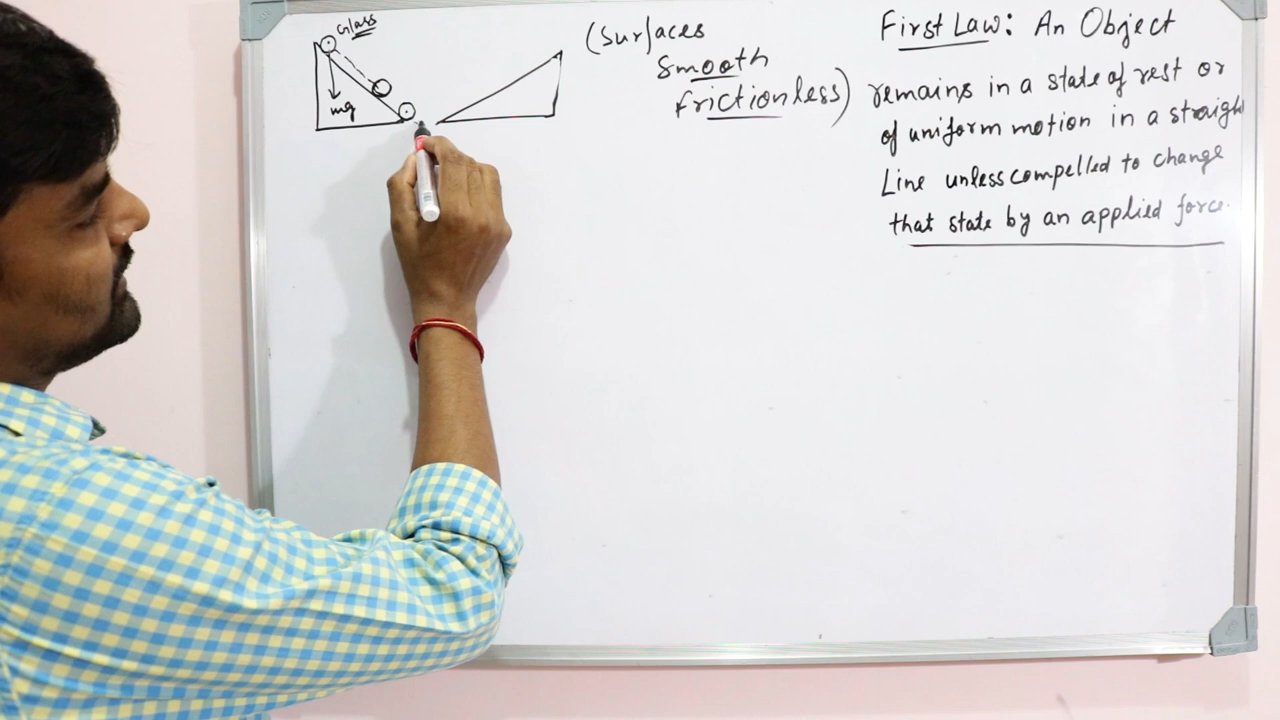 Glass
mg
(Surfaces
Smooth
frictionless)
First Law: An Object
remains in a state of rest or
of uniform motion in a straight
Line unless compelled to change
that state by an applied force.